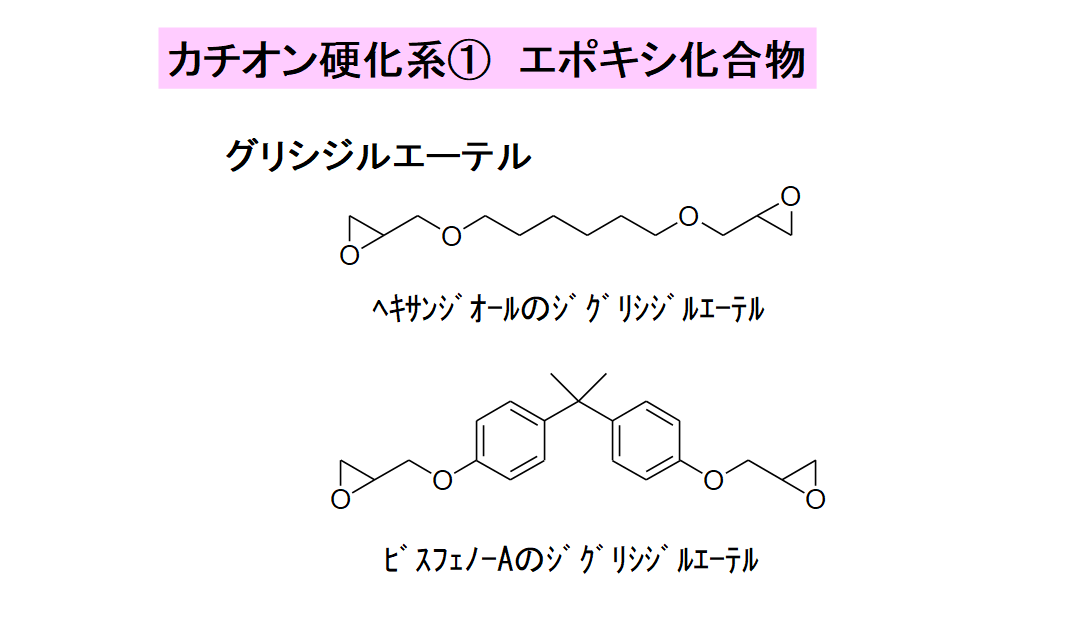 カチオン硬化系① エポキシ化合物
グリシジルエーテル
O
O
O
O
ﾍｷｻﾝｼﾞｵｰﾙのｼﾞｸﾞﾘｼｼﾞﾙｴｰﾃﾙ
O
O
O
O
ﾋﾞｽﾌｪﾉｰAのｼﾞｸﾞﾘｼｼﾞﾙｴｰﾃﾙ